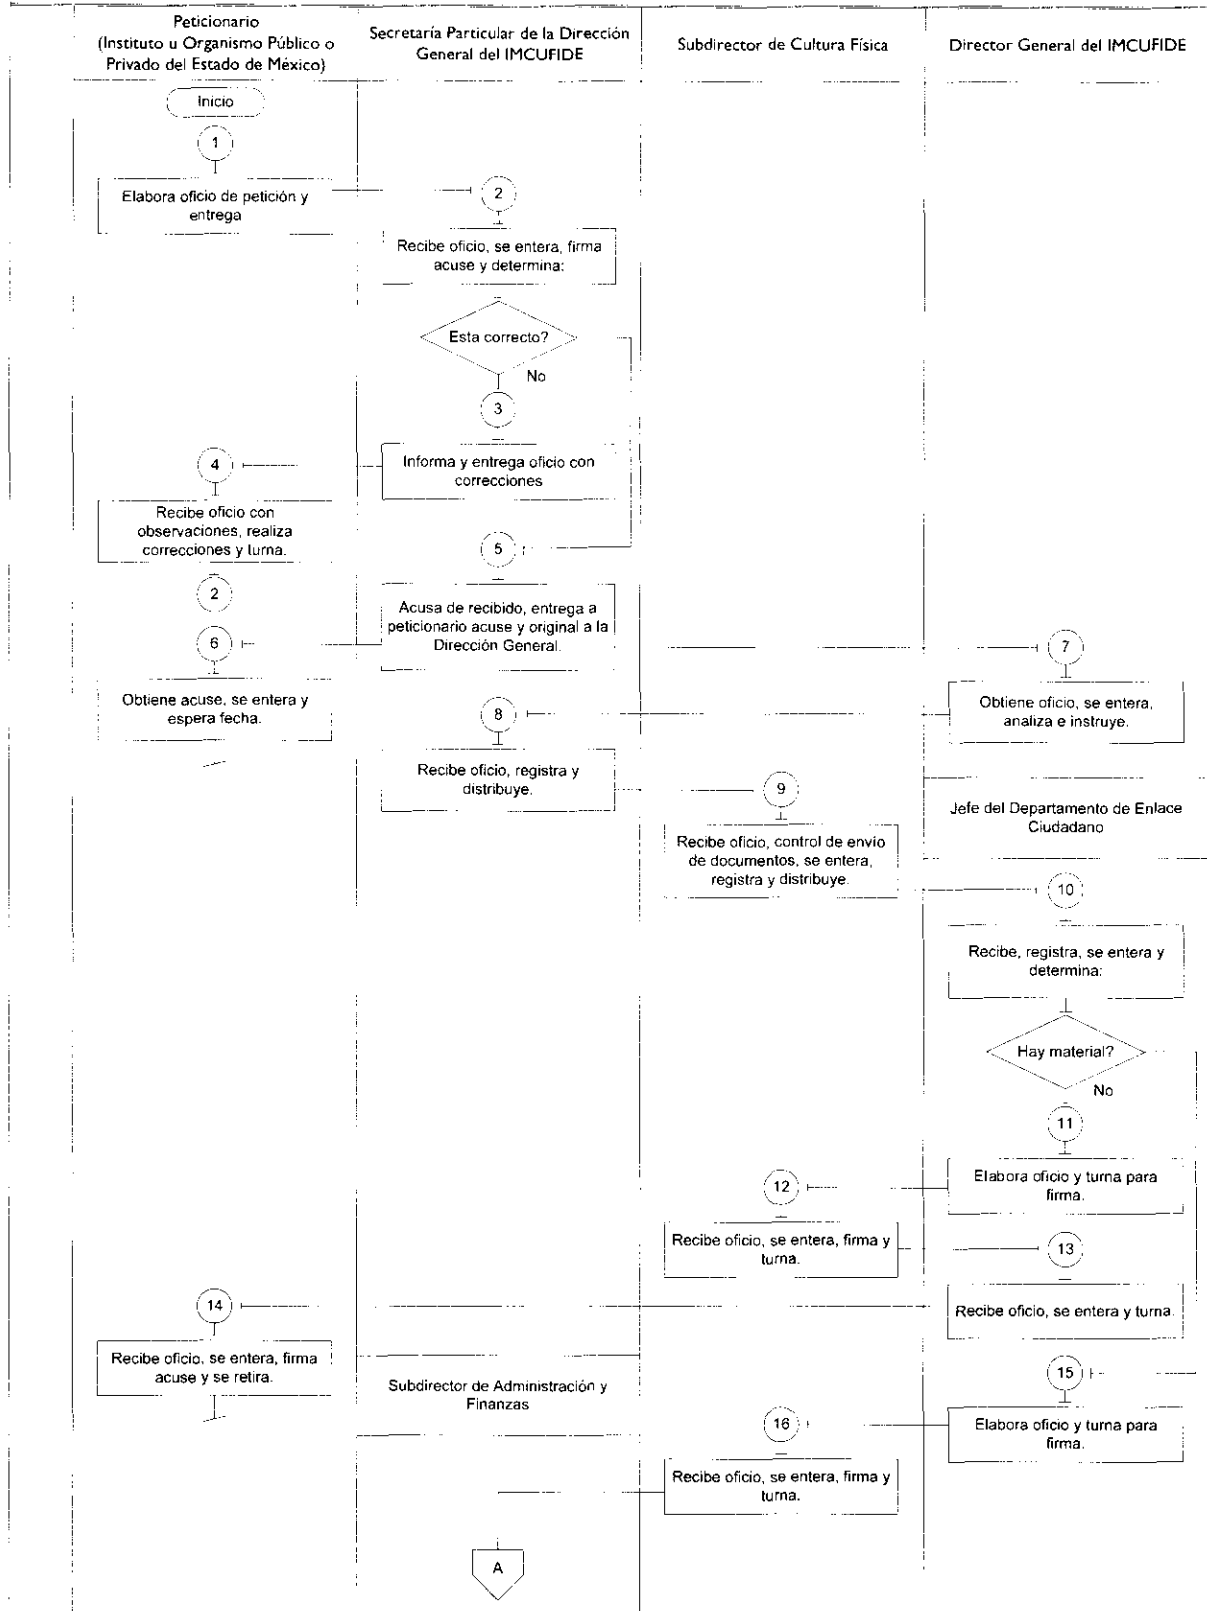 Peticionario
(Instituto u Organismo Público o
Privado del Estado de México)
Secretaría Particular de la Dirección
General del IMCUFIDE
Subdirector de Cultura Física
Director General del IMCUFIDE
Inicio
1
Elabora oficio de petición y
entrega
2
Recibe oficio, se entera, firma
acuse y determina:
Esta correcto?
No
3
Informa y entrega oficio con
correcciones
4
Recibe oficio con
observaciones, realiza
correcciones y turna.
2
5
Acusa de recibido, entrega a
peticionario acuse y original a la
Dirección General.
6
Obtiene acuse, se entera y
espera fecha.
7
Obtiene oficio, se entera,
analiza e instruye.
8
Recibe oficio, registra y
distribuye.
9
Recibe oficio, control de envío
de documentos, se entera,
registra y distribuye.
Jefe del Departamento de Enlace
Ciudadano
10
Recibe, registra, se entera y
determina:
Hay material?
No
11
Elabora oficio y turna para
firma.
12
Recibe oficio, se entera, firma y
turna.
13
Recibe oficio, se entera y turna.
14
Recibe oficio, se entera, firma
acuse y se retira.
Subdirector de Administración y
Finanzas
15
Elabora oficio y turna para
firma.
16
Recibe oficio, se entera, firma y
turna.
A